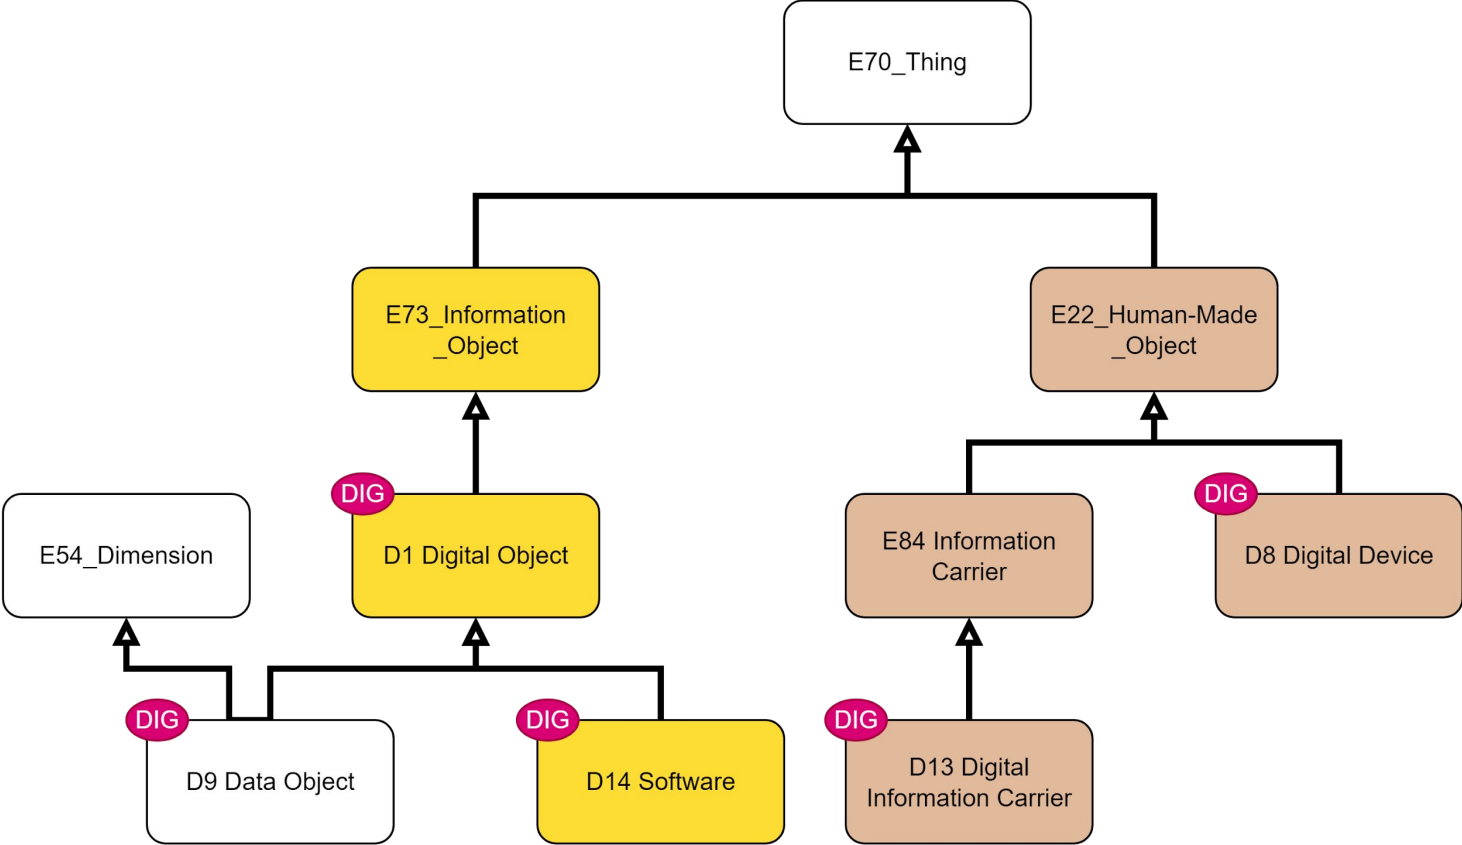 E70_Thing
E73_Information
_Object
E22_Human-Made
_Object
E54_Dimension
DIG
D1 Digital Object
E84 Information
Carrier
DIG
D8 Digital Device
DIG
D9 Data Object
DIG
D14 Software
DIG
D13 Digital
Information Carrier